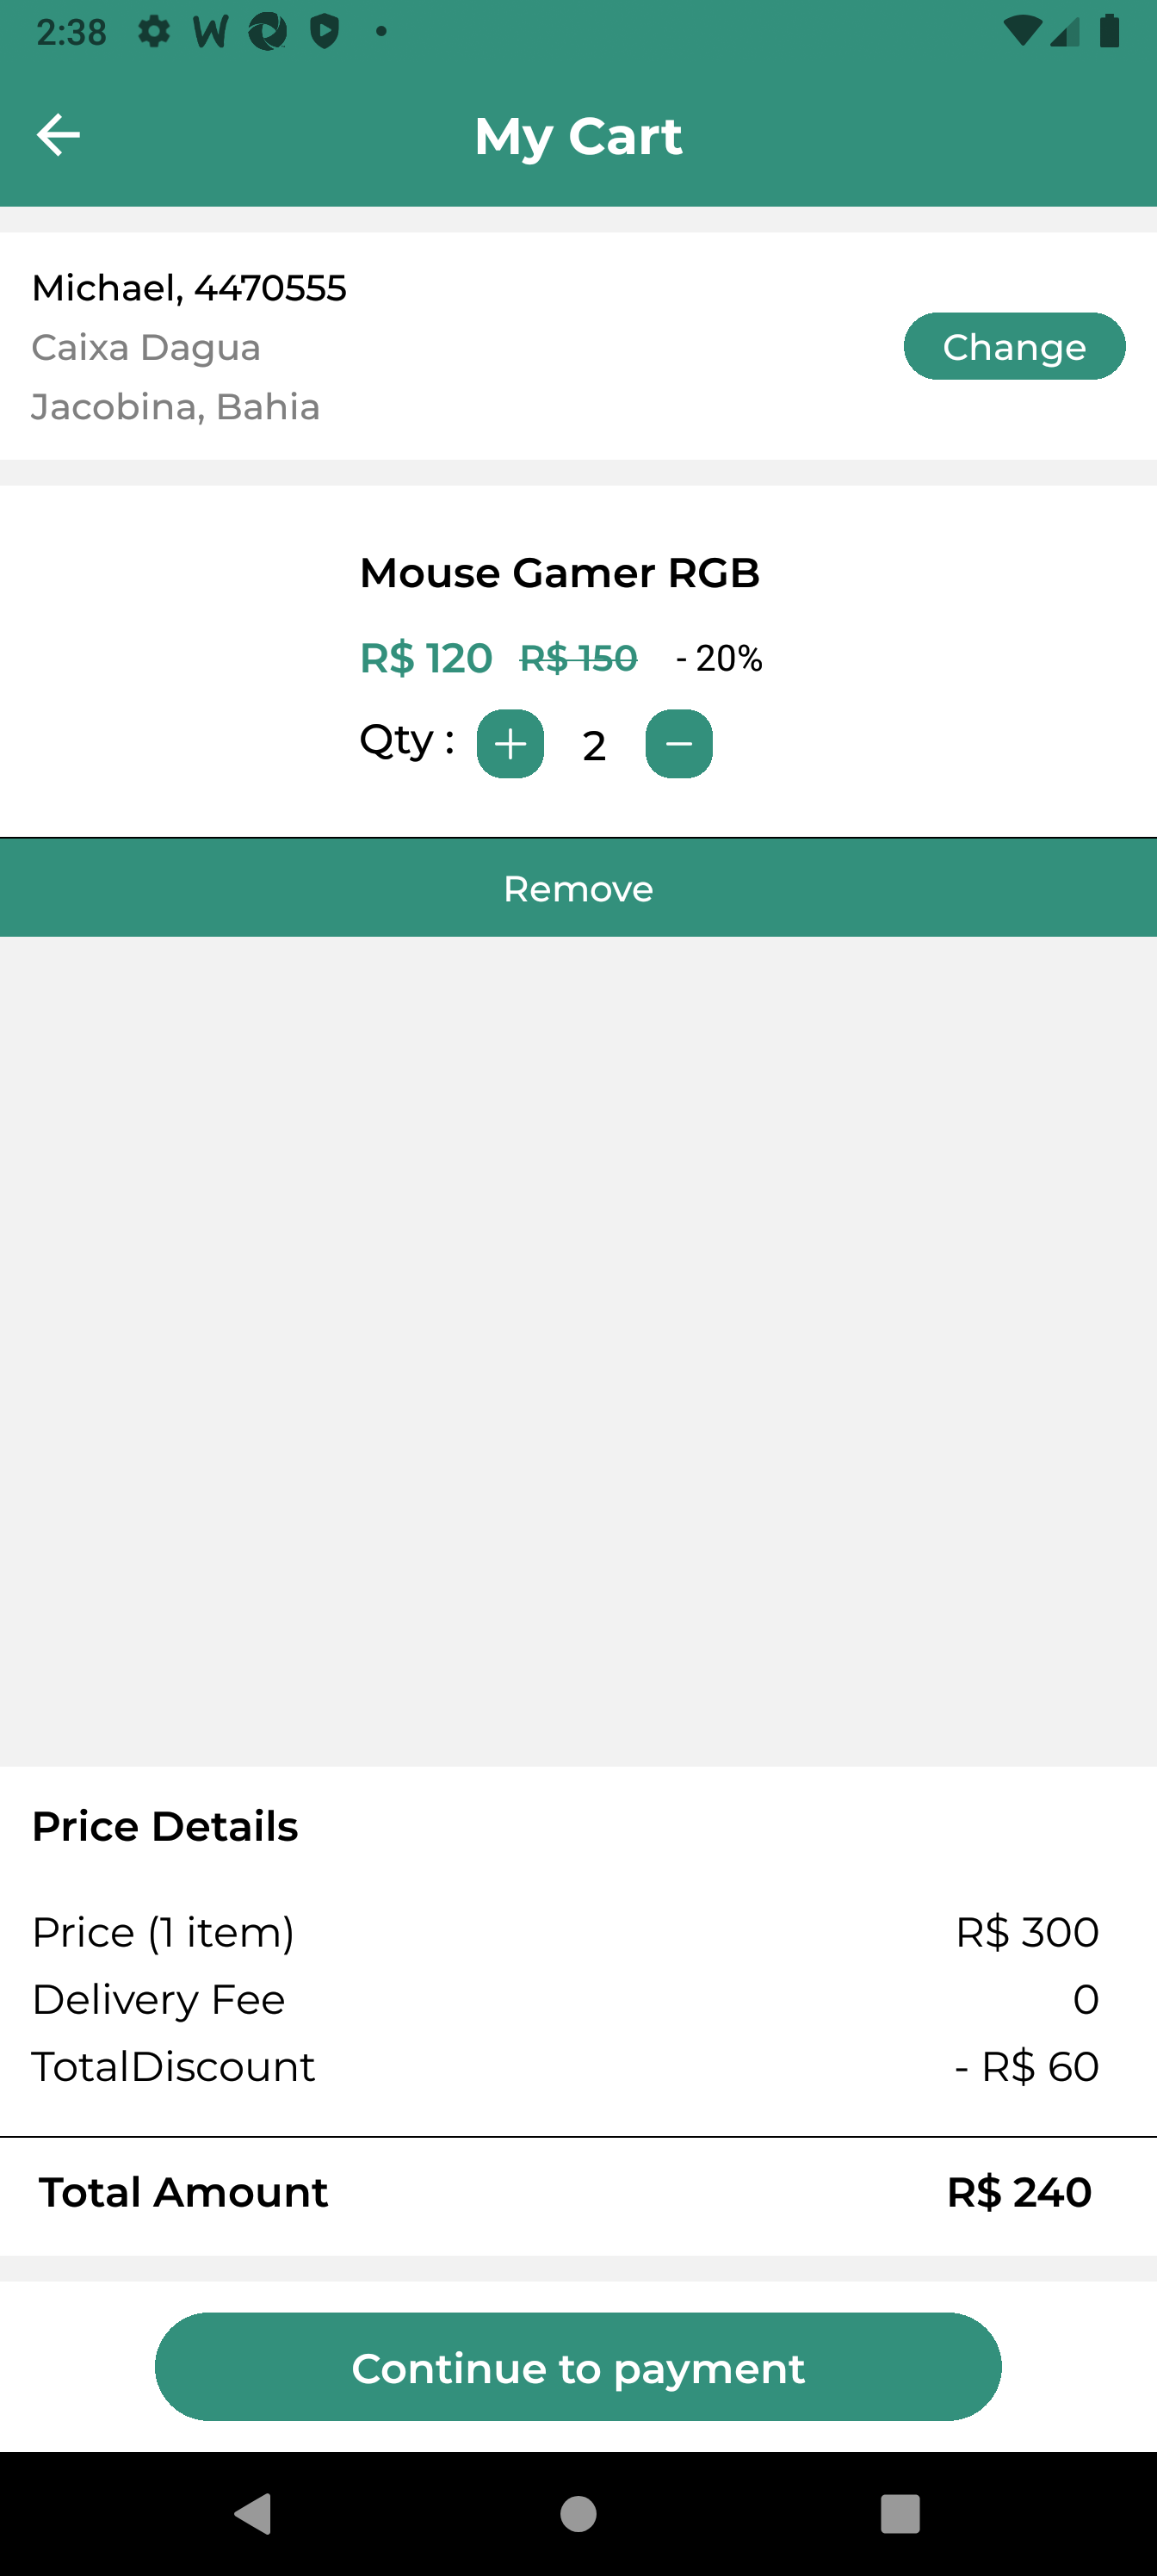 2:38
My Cart
Michael, 4470555
Caixa Dagua
Jacobina, Bahia
Change
Mouse Gamer RGB
R$ 120 R$ 150 - 20%
Qty : + 2 −
Remove
Price Details
Price (1 item) R$ 300
Delivery Fee 0
TotalDiscount - R$ 60
Total Amount R$ 240
Continue to payment